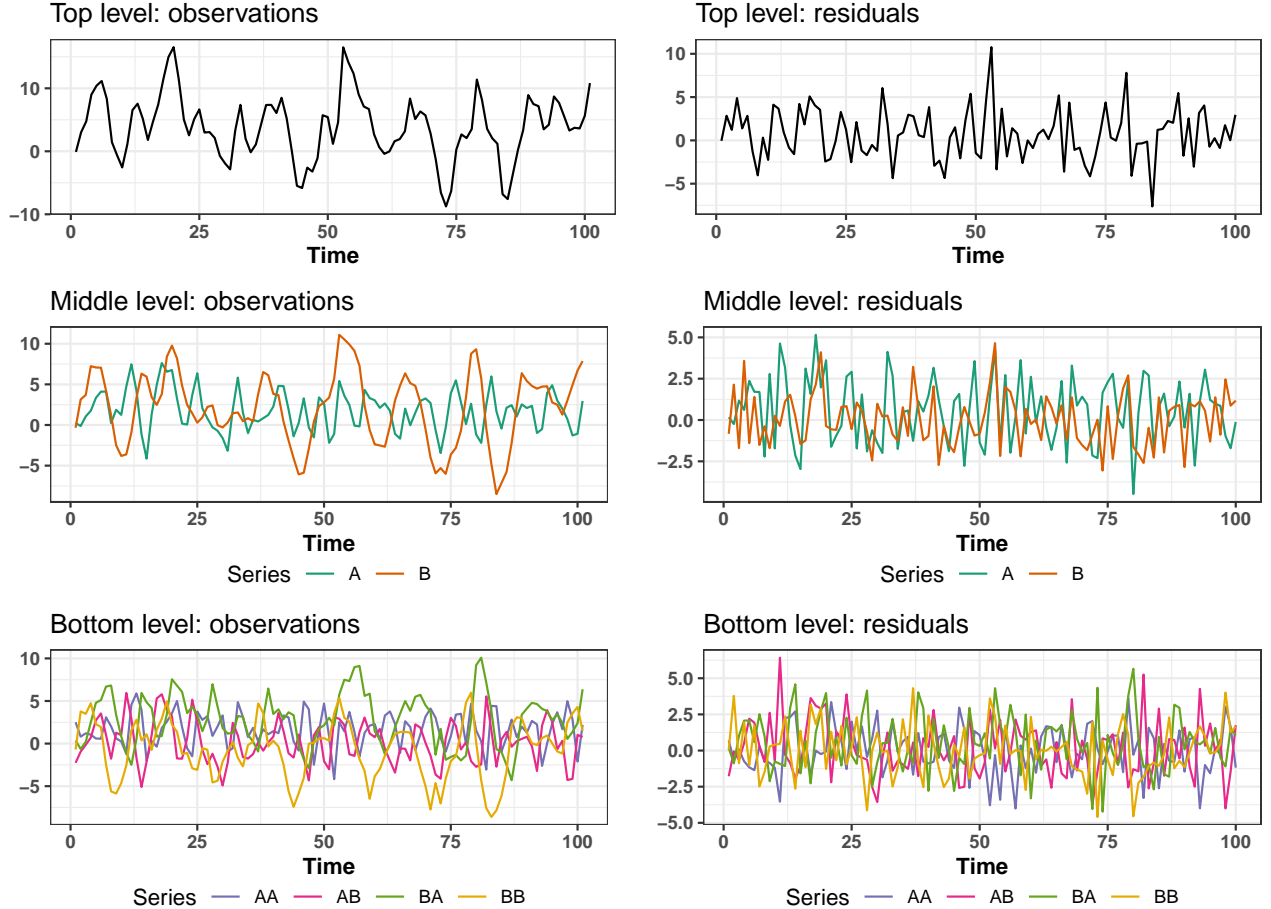 Top level: observations
10
0
−10
0 25 50 75 100
Time
Top level: residuals
10
5
0
−5
0 25 50 75 100
Time
Middle level: observations
10
5
0
−5
0 25 50 75 100
Time
Series A B
Middle level: residuals
5.0
2.5
0.0
−2.5
0 25 50 75 100
Time
Series A B
Bottom level: observations
10
5
0
−5
0 25 50 75 100
Time
Series AA AB BA BB
Bottom level: residuals
5.0
2.5
0.0
−2.5
−5.0
0 25 50 75 100
Time
Series AA AB BA BB